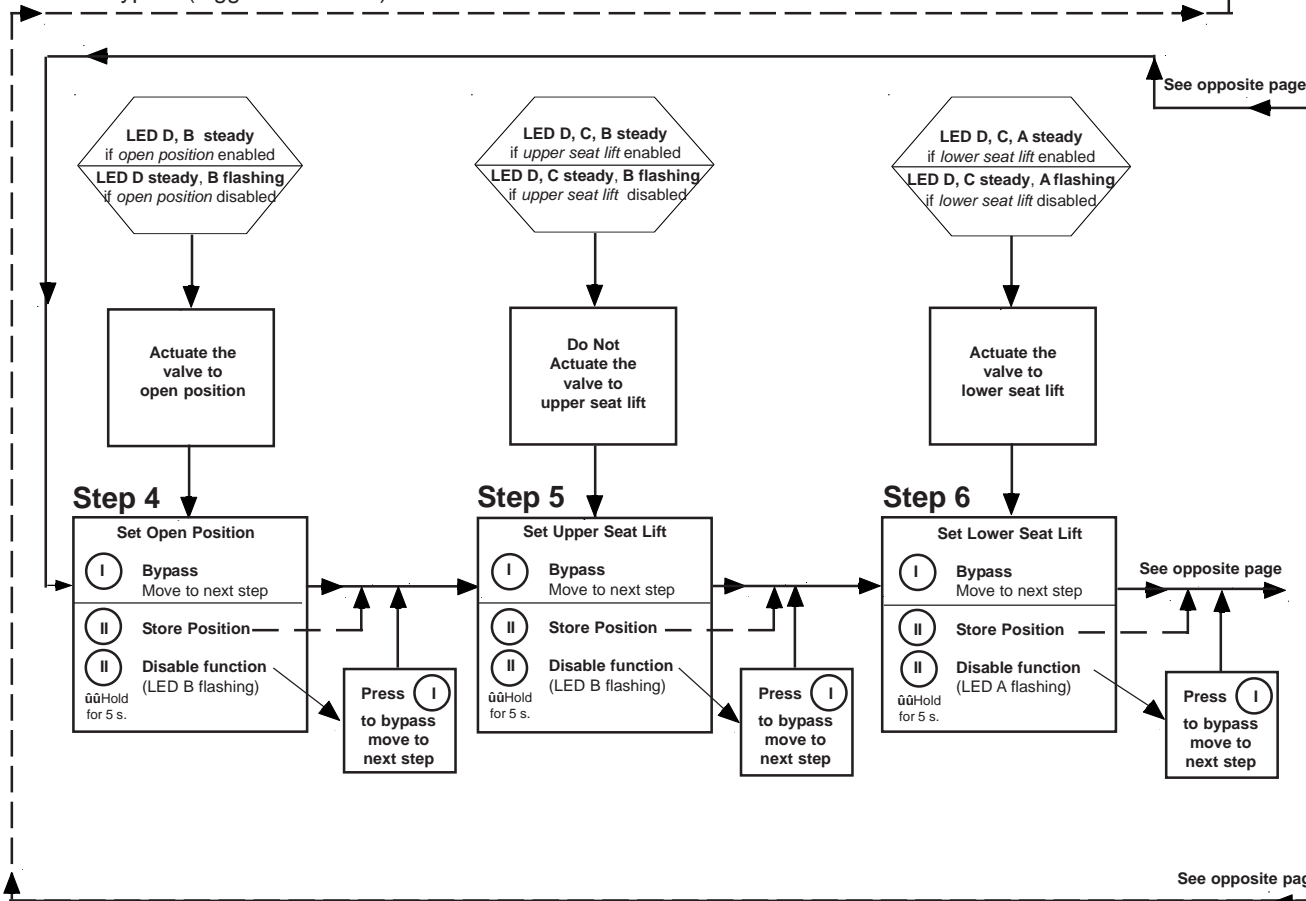 See opposite page
LED D, B steady
if open position enabled
LED D steady, B flashing
if open position disabled
LED D, C, B steady
if upper seat lift enabled
LED D, C steady, B flashing
if upper seat lift disabled
LED D, C, A steady
if lower seat lift enabled
LED D, C steady, A flashing
if lower seat lift disabled
Actuate the
valve to
open position
Do Not
Actuate the
valve to
upper seat lift
Actuate the
valve to
lower seat lift
Step 4
Set Open Position
I Bypass
Move to next step
II Store Position
II Disable function
(LED B flashing)
ûûHold
for 5 s.
Press I
to bypass
move to
next step
Step 5
Set Upper Seat Lift
I Bypass
Move to next step
II Store Position
II Disable function
(LED B flashing)
ûûHold
for 5 s.
Press I
to bypass
move to
next step
Step 6
Set Lower Seat Lift
I Bypass
Move to next step
II Store Position
II Disable function
(LED A flashing)
ûûHold
for 5 s.
See opposite page
Press I
to bypass
move to
next step
See opposite pag